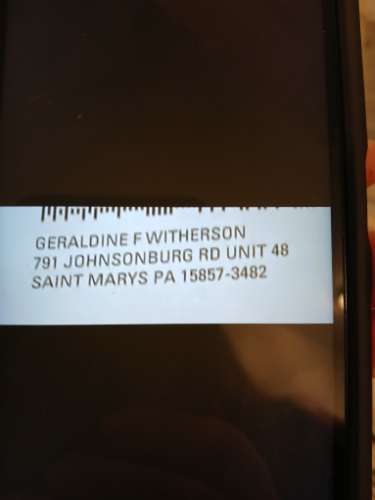 GERALDINE F WITHERSON
791 JOHNSONBURG RD UNIT 48
SAINT MARYS PA 15857-3482